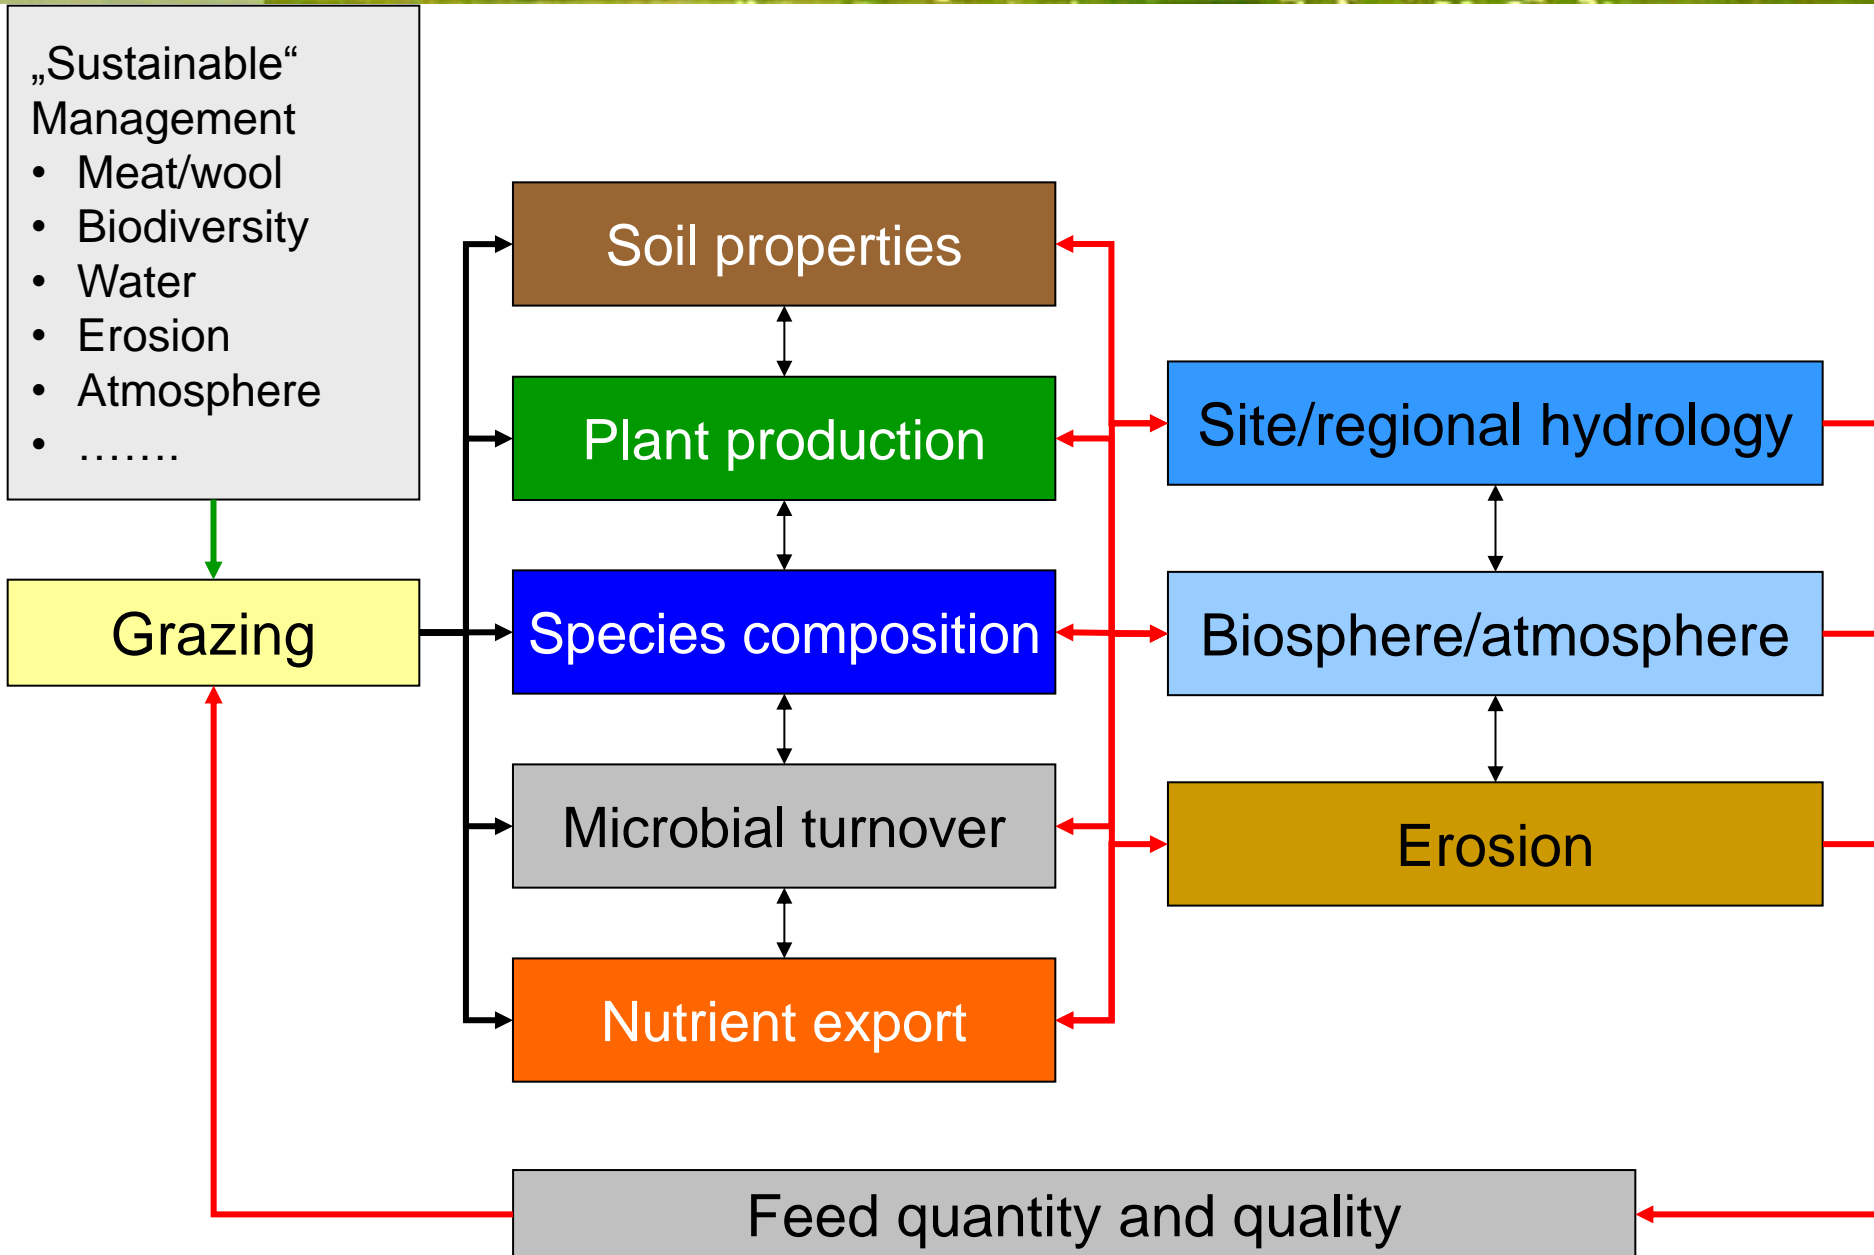 „Sustainable“
Management
• Meat/wool
• Biodiversity
• Water
• Erosion
• Atmosphere
• …….
Grazing
Soil properties
Plant production
Species composition
Microbial turnover
Nutrient export
Site/regional hydrology
Biosphere/atmosphere
Erosion
Feed quantity and quality